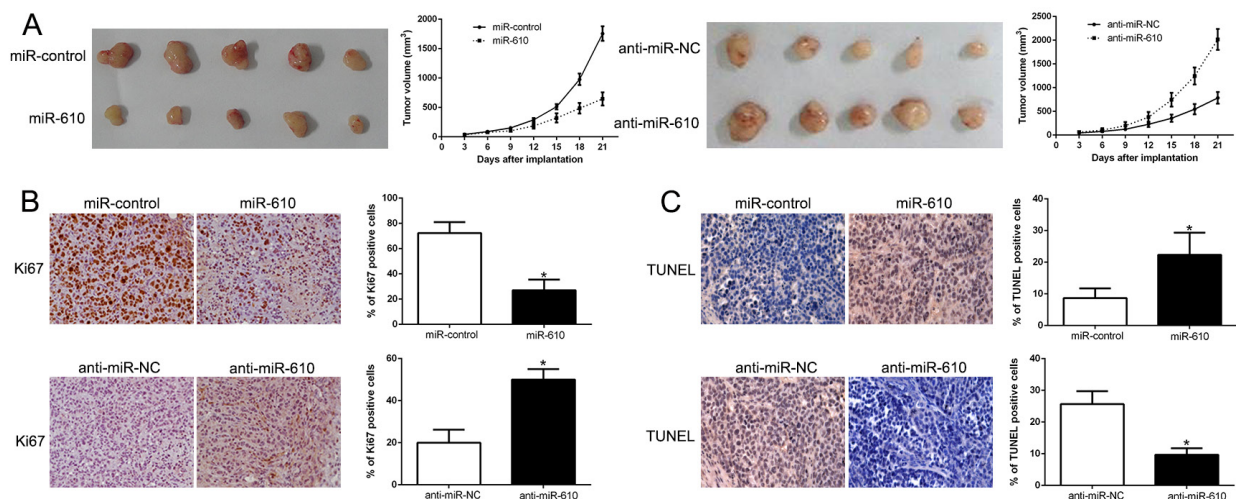 A
miR-control
miR-610
Tumor volume (mm³)
2000
1500
1000
500
0
miR-control
miR-610
3 6 9 12 15 18 21
Days after implantation
anti-miR-NC
anti-miR-610
Tumor volume (mm³)
2500
2000
1500
1000
500
0
anti-miR-NC
anti-miR-610
3 6 9 12 15 18 21
Days after implantation
B
miR-control miR-610
Ki67
% of Ki67 positive cells
100
80
60
40
20
0
*
miR-control miR-610
anti-miR-NC anti-miR-610
Ki67
% of Ki67 positive cells
60
40
20
0
*
anti-miR-NC anti-miR-610
C
miR-control miR-610
TUNEL
% of TUNEL positive cells
40
30
20
10
0
*
miR-control miR-610
anti-miR-NC anti-miR-610
TUNEL
% of TUNEL positive cells
40
30
20
10
0
*
anti-miR-NC anti-miR-610